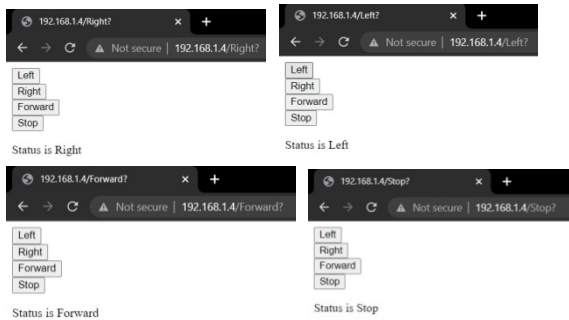 192.168.1.4/Right? × +
← → C Not secure | 192.168.1.4/Right?
Left
Right
Forward
Stop
Status is Right
192.168.1.4/Left? × +
← → C Not secure | 192.168.1.4/Left?
Left
Right
Forward
Stop
Status is Left
192.168.1.4/Forward? × +
← → C Not secure | 192.168.1.4/Forward?
Left
Right
Forward
Stop
Status is Forward
192.168.1.4/Stop? × +
← → C Not secure | 192.168.1.4/Stop?
Left
Right
Forward
Stop
Status is Stop